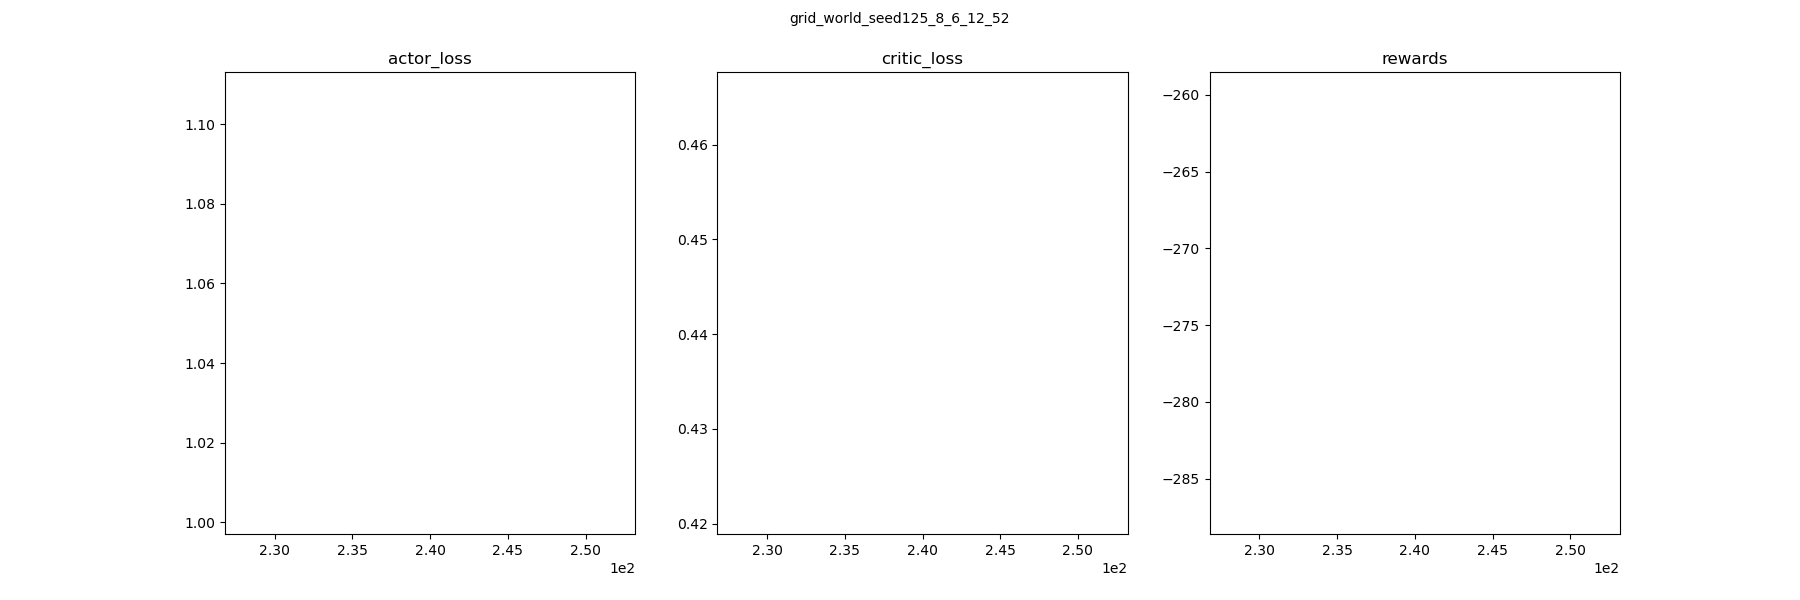 grid_world_seed125_8_6_12_52
actor_loss
1.10
1.08
1.06
1.04
1.02
1.00
2.30 2.35 2.40 2.45 2.50
1e2
critic_loss
0.46
0.45
0.44
0.43
0.42
2.30 2.35 2.40 2.45 2.50
1e2
rewards
−260
−265
−270
−275
−280
−285
2.30 2.35 2.40 2.45 2.50
1e2